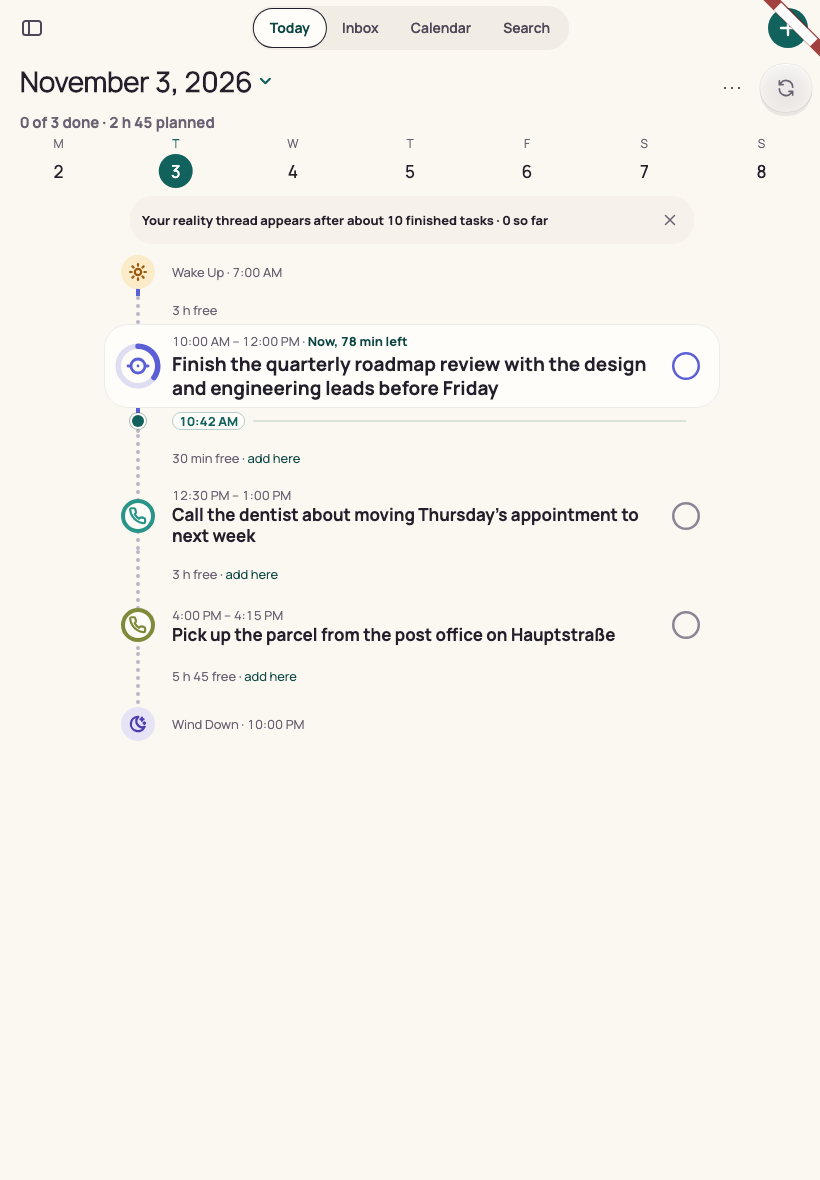 Today Inbox Calendar Search
November 3, 2026
0 of 3 done · 2 h 45 planned
M T W T F S S
2 3 4 5 6 7 8
Your reality thread appears after about 10 finished tasks · 0 so far
Wake Up · 7:00 AM
3 h free
10:00 AM – 12:00 PM · Now, 78 min left
Finish the quarterly roadmap review with the design
and engineering leads before Friday
10:42 AM
30 min free · add here
12:30 PM – 1:00 PM
Call the dentist about moving Thursday’s appointment to
next week
3 h free · add here
4:00 PM – 4:15 PM
Pick up the parcel from the post office on Hauptstraße
5 h 45 free · add here
Wind Down · 10:00 PM